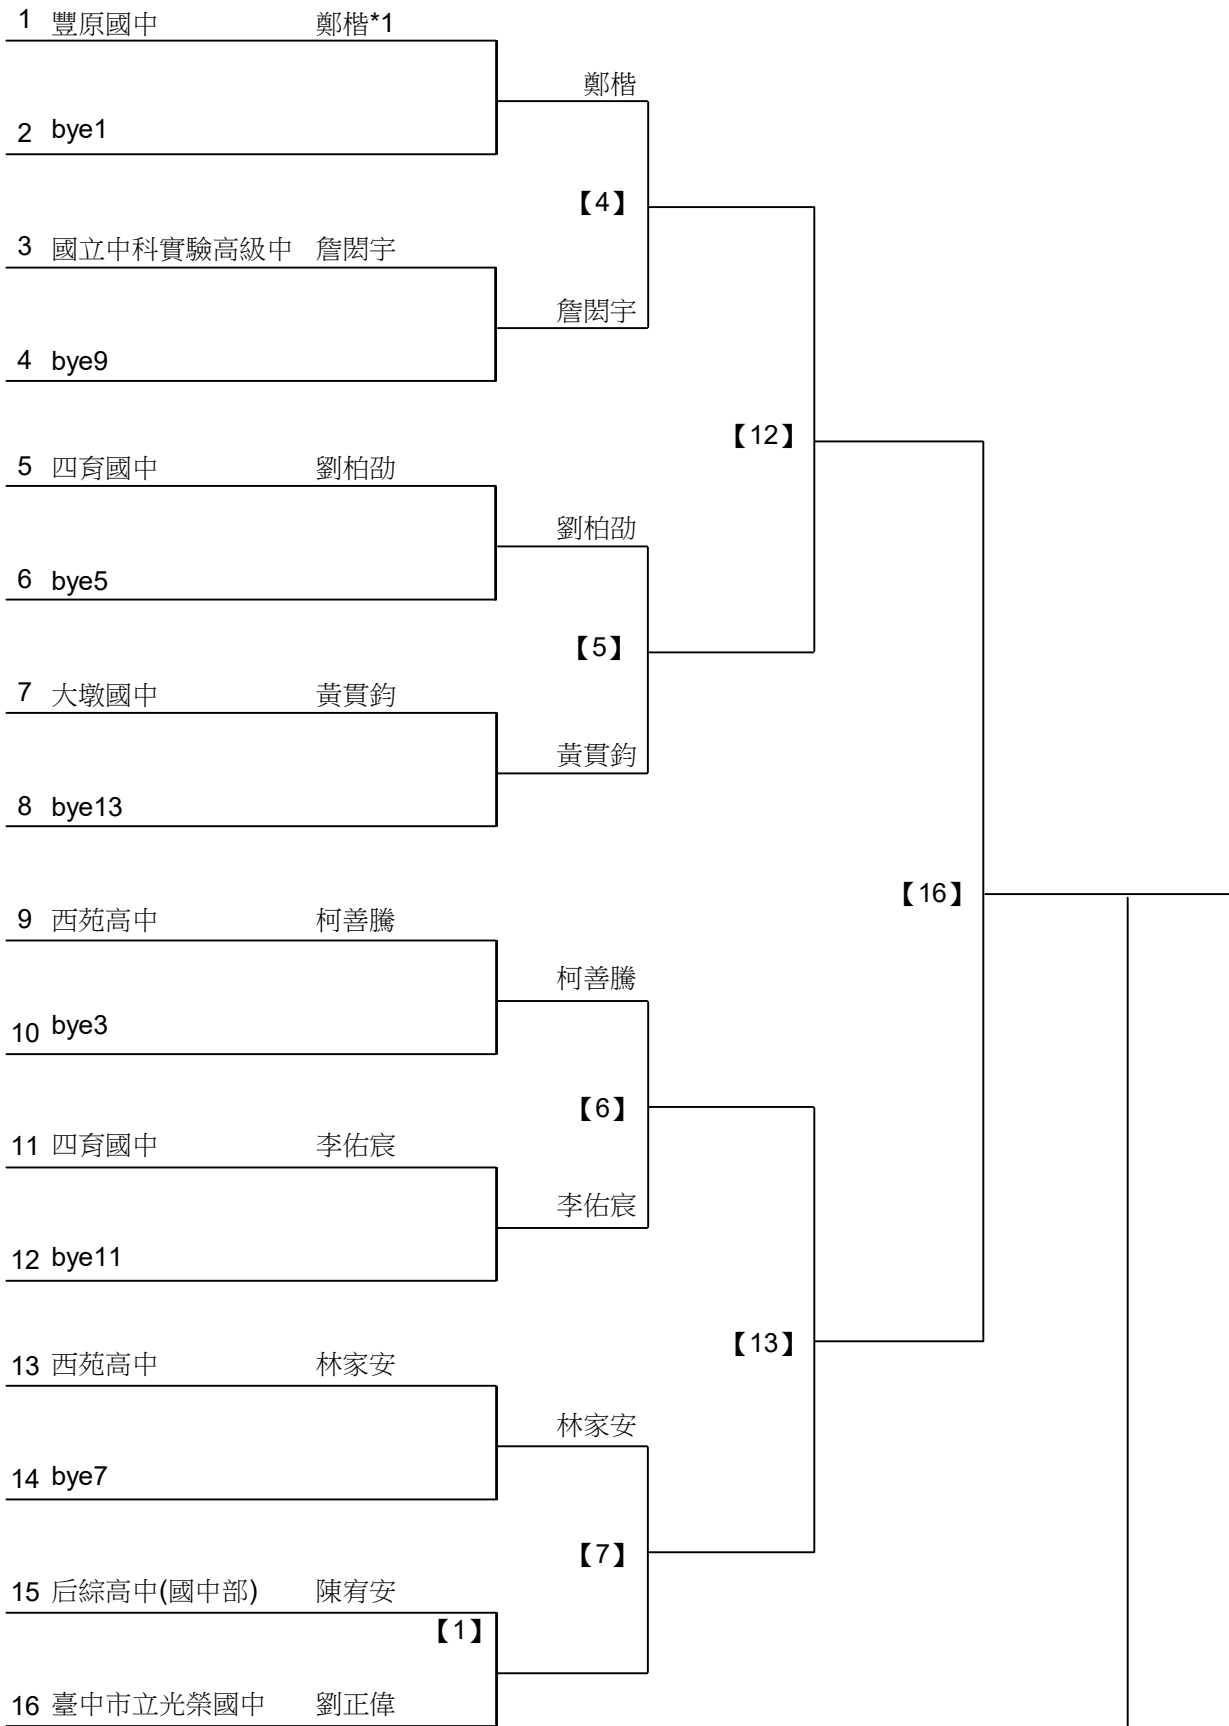 1 豐原國中 鄭楷*1
鄭楷
2 bye1
【4】
3 國立中科實驗高級中 詹閎宇
詹閎宇
4 bye9
【12】
5 四育國中 劉柏劭
劉柏劭
6 bye5
【5】
7 大墩國中 黃貫鈞
黃貫鈞
8 bye13
【16】
9 西苑高中 柯善騰
柯善騰
10 bye3
【6】
11 四育國中 李佑宸
李佑宸
12 bye11
【13】
13 西苑高中 林家安
林家安
14 bye7
【7】
15 后綜高中(國中部) 陳宥安
【1】
16 臺中市立光榮國中 劉正偉